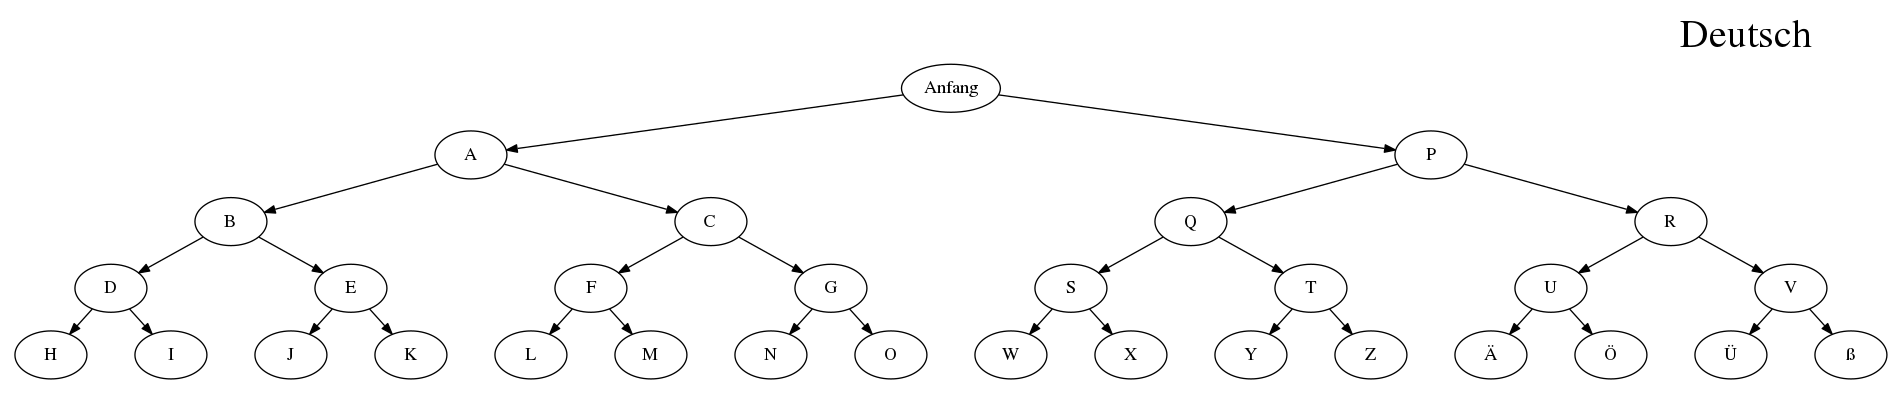 Deutsch
Anfang
A P
B C Q R
D E F G S T U V
H I J K L M N O W X Y Z Ä Ö Ü ß